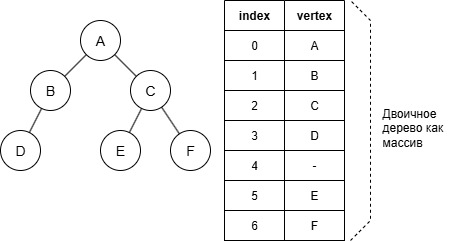 A
B
C
D
E
F
index vertex
0 A
1 B
2 C
3 D
4 -
5 E
6 F
Двоичное
дерево как
массив